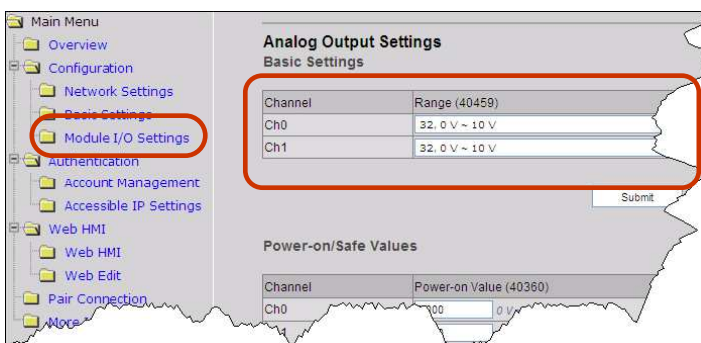 Main Menu
Overview
Configuration
Network Settings
Basic Settings
Module I/O Settings
Authentication
Account Management
Accessible IP Settings
Web HMI
Web HMI
Web Edit
Pair Connection
More
Analog Output Settings
Basic Settings
Channel Range (40459)
Ch0 32, 0 V ~ 10 V
Ch1 32, 0 V ~ 10 V
Submit
Power-on/Safe Values
Channel Power-on Value (40360)
Ch0 0 V